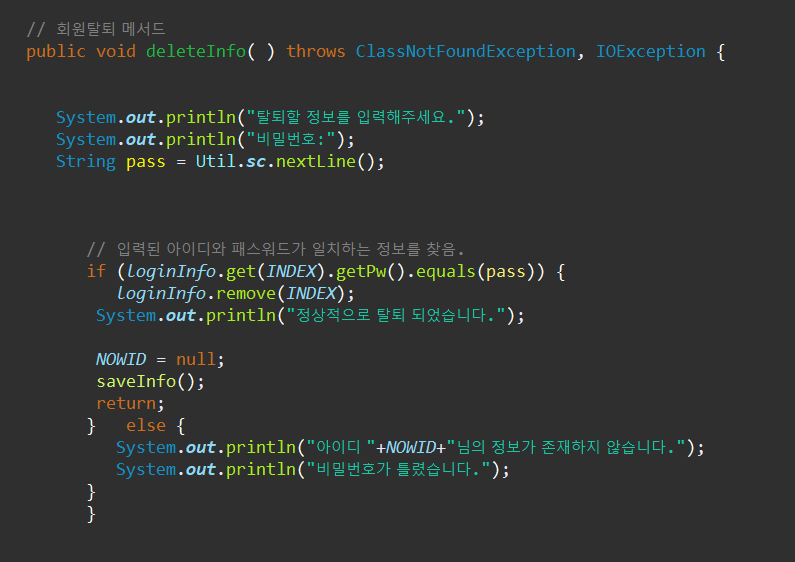 // 회원탈퇴 메서드
public void deleteInfo( ) throws ClassNotFoundException, IOException {
System.out.println("탈퇴할 정보를 입력해주세요.");
System.out.println("비밀번호:");
String pass = Util.sc.nextLine();
// 입력된 아이디와 패스워드가 일치하는 정보를 찾음.
if (loginInfo.get(INDEX).getPw().equals(pass)) {
loginInfo.remove(INDEX);
System.out.println("정상적으로 탈퇴 되었습니다.");
NOWID = null;
saveInfo();
return;
} else {
System.out.println("아이디 "+NOWID+"님의 정보가 존재하지 않습니다.");
System.out.println("비밀번호가 틀렸습니다.");
}
}